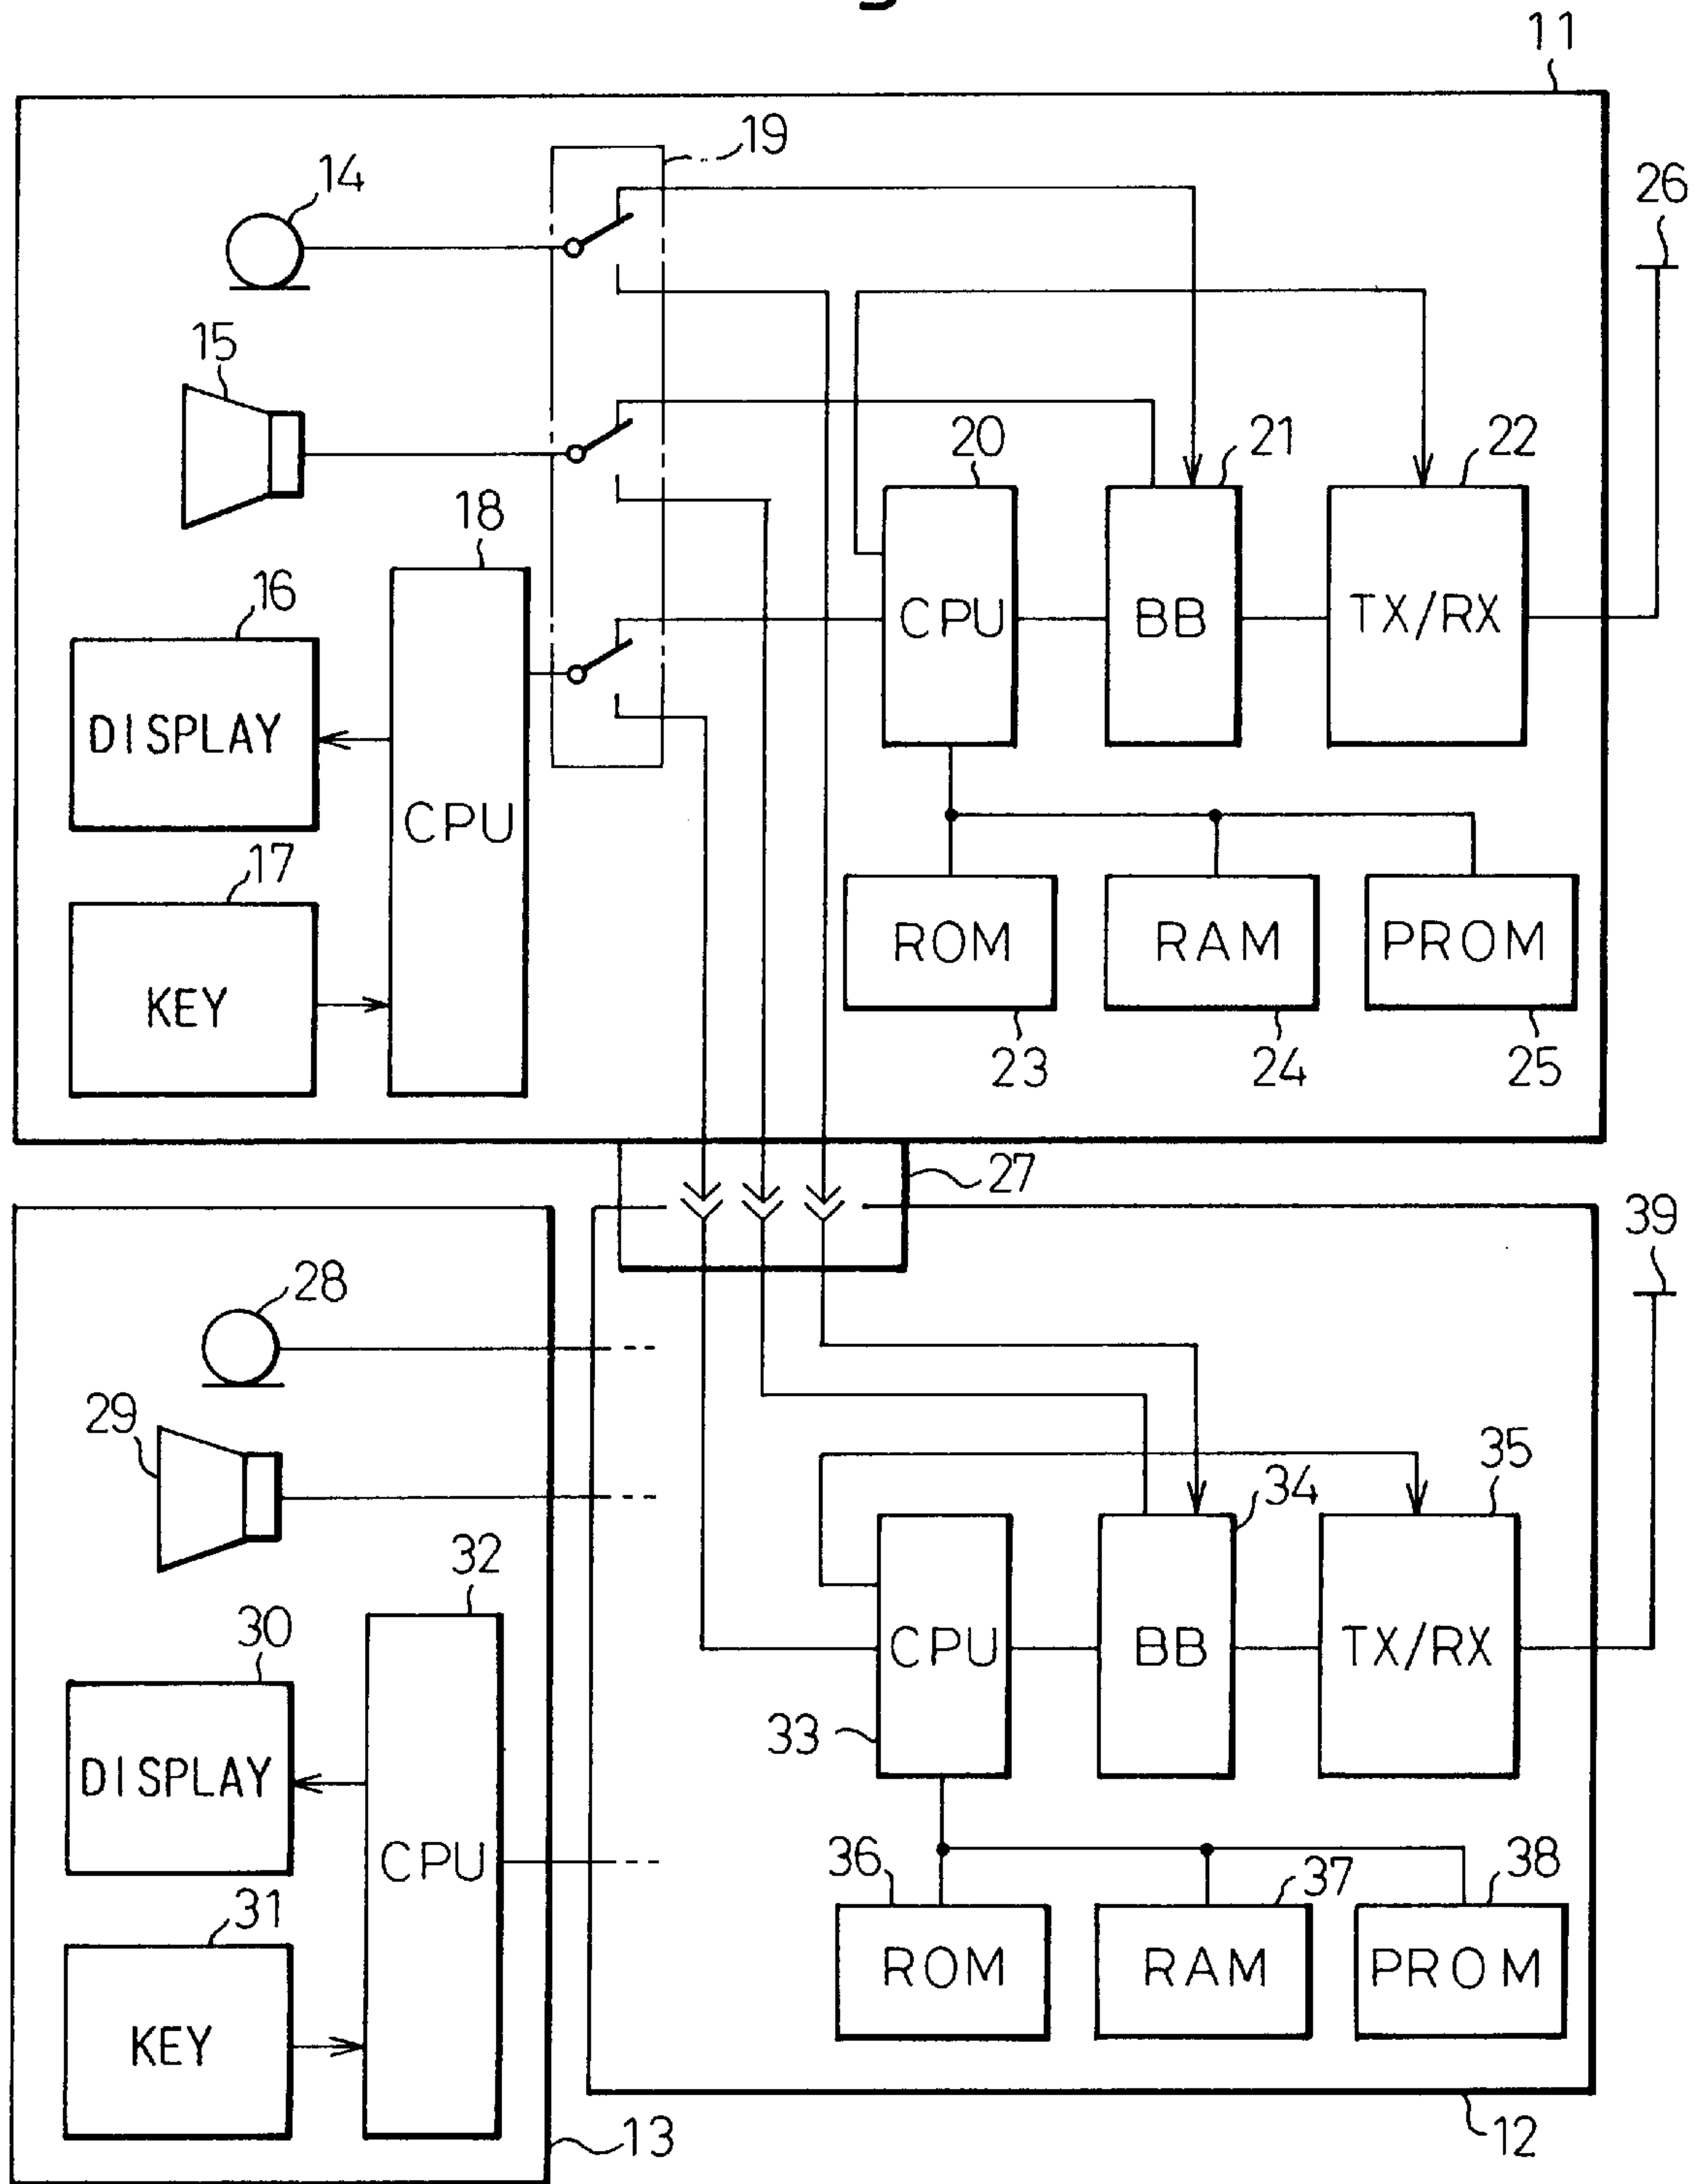 11
19
14
26
15
20
21
22
18
16
CPU
BB
TX/RX
DISPLAY
CPU
17
ROM
RAM
PROM
KEY
23
24
25
27
39
28
29
35
34
32
30
CPU
BB
TX/RX
33
DISPLAY
CPU
36
37
38
31
ROM
RAM
PROM
KEY
13
12